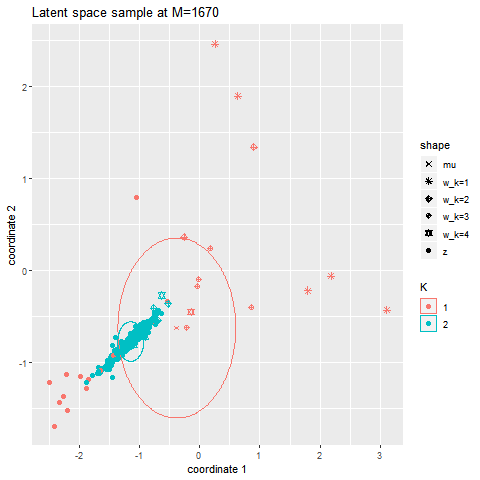 Latent space sample at M=1670
2
1
0
-1
coordinate 2
-2
-1
0
1
2
3
coordinate 1
shape
mu
w_k=1
w_k=2
w_k=3
w_k=4
z
K
1
2